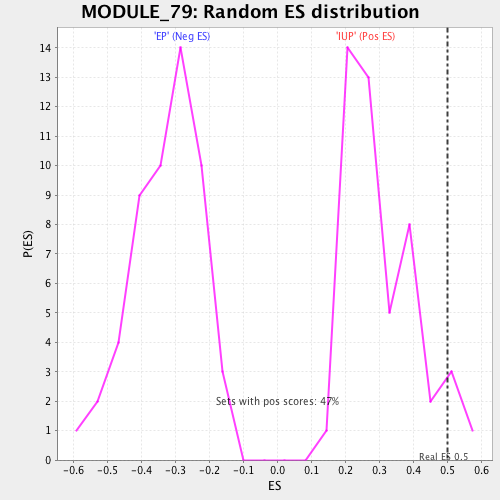 MODULE_79: Random ES distribution
'EP' (Neg ES)
'IUP' (Pos ES)
14
13
12
11
10
9
8
7
6
5
4
3
2
1
0
P(ES)
Sets with pos scores: 47%
Real ES 0.5
-0.6 -0.5 -0.4 -0.3 -0.2 -0.1 0.0 0.1 0.2 0.3 0.4 0.5 0.6
ES